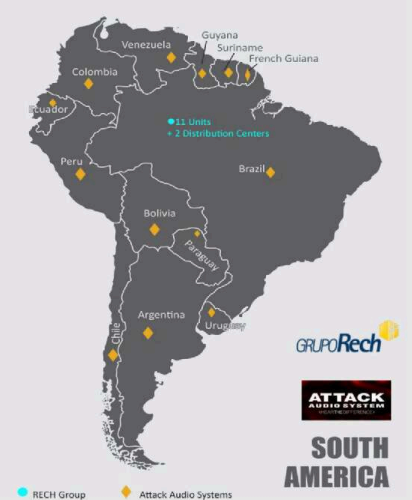 Guyana
Venezuela
Suriname
French Guiana
Colombia
Ecuador
11 Units
+ 2 Distribution Centers
Peru
Brazil
Bolivia
Paraguay
Argentina
Uruguay
Chile
GRUPORech
ATTACK
AUDIO SYSTEM
SOUTH
AMERICA
RECH Group
Attack Audio Systems